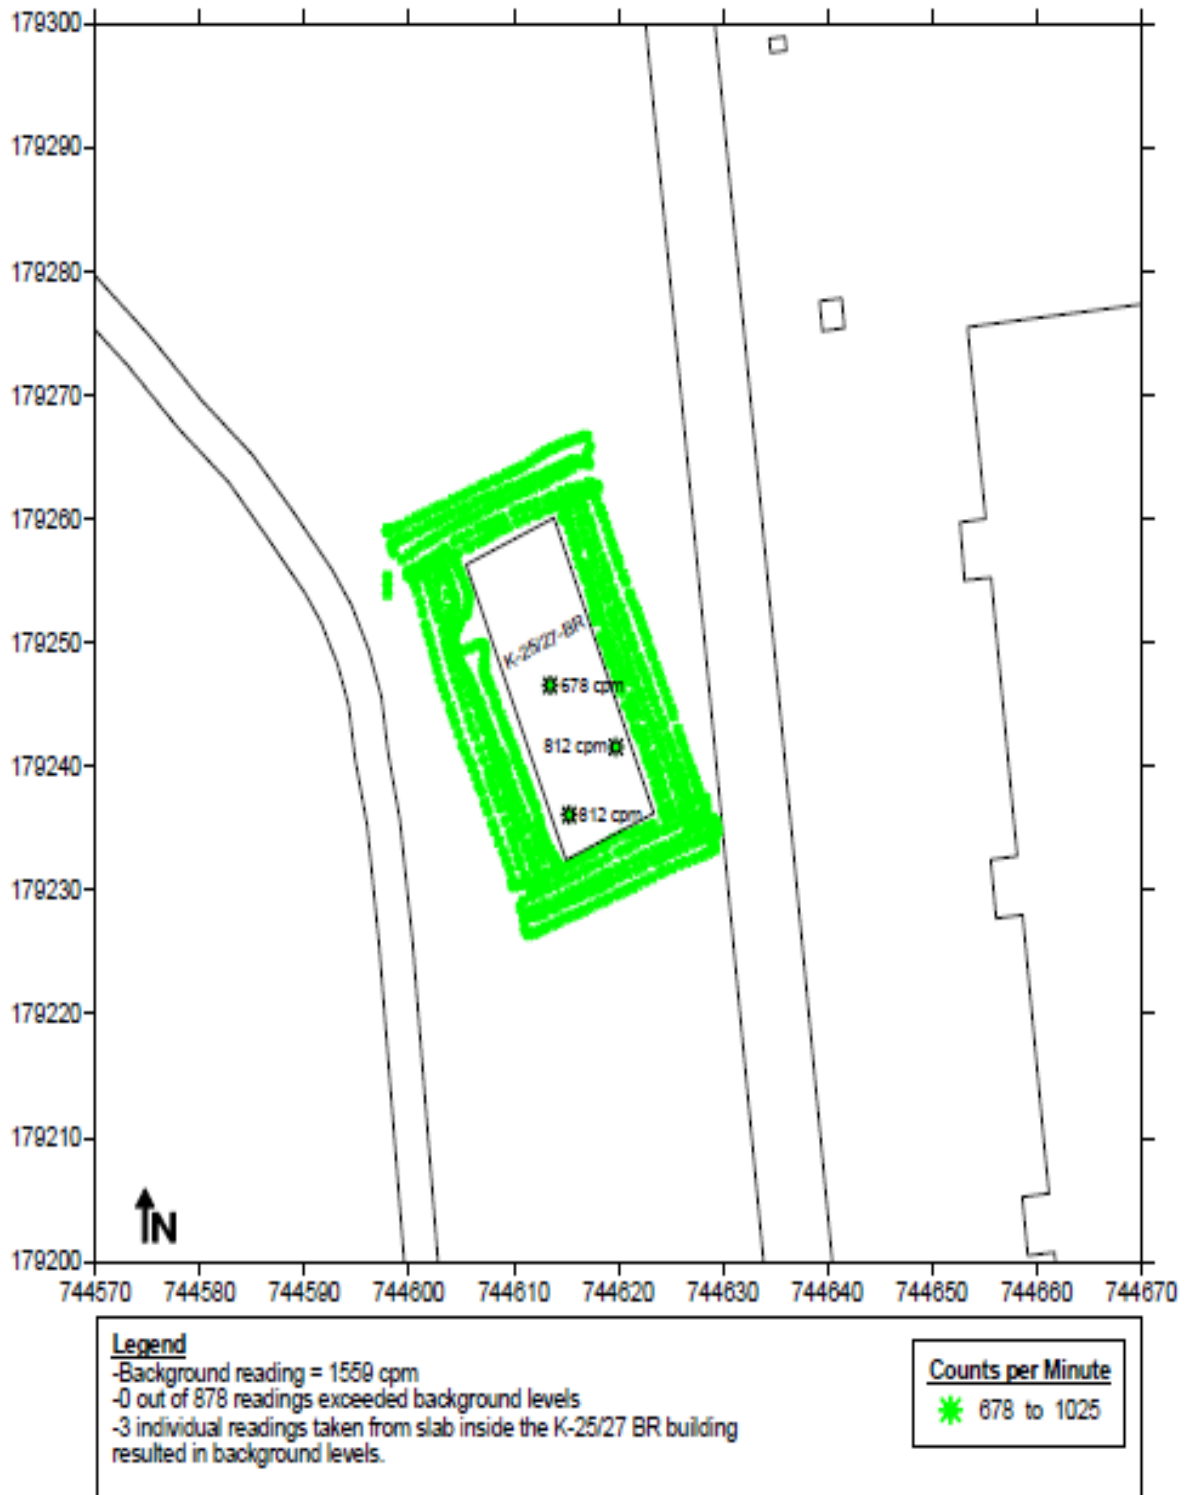 179300
179290
179280
179270
179260
179250
179240
179230
179220
179210
179200
K-25/27-BR
678 cpm
812 cpm
812 cpm
N
744570 744580 744590 744600 744610 744620 744630 744640 744650 744660 744670
Legend
-Background reading = 1559 cpm
-0 out of 878 readings exceeded background levels
-3 individual readings taken from slab inside the K-25/27 BR building
resulted in background levels.
Counts per Minute
678 to 1025